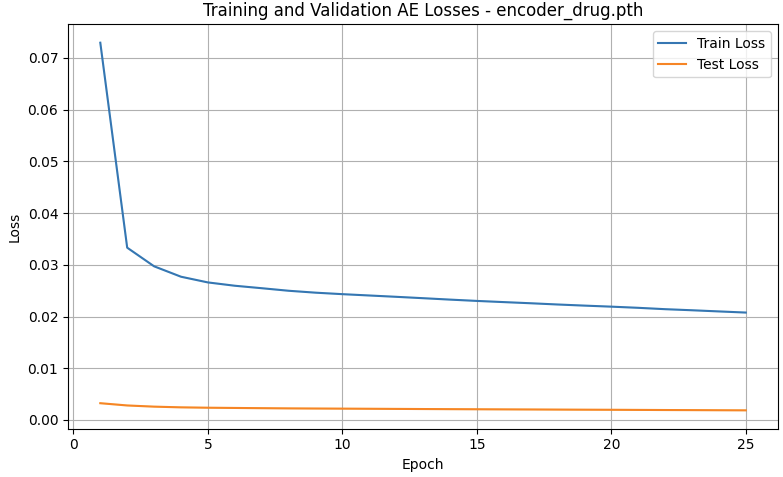 Training and Validation AE Losses - encoder_drug.pth
Train Loss
Test Loss
0.07
0.06
0.05
0.04
0.03
0.02
0.01
0.00
Loss
0 5 10 15 20 25
Epoch